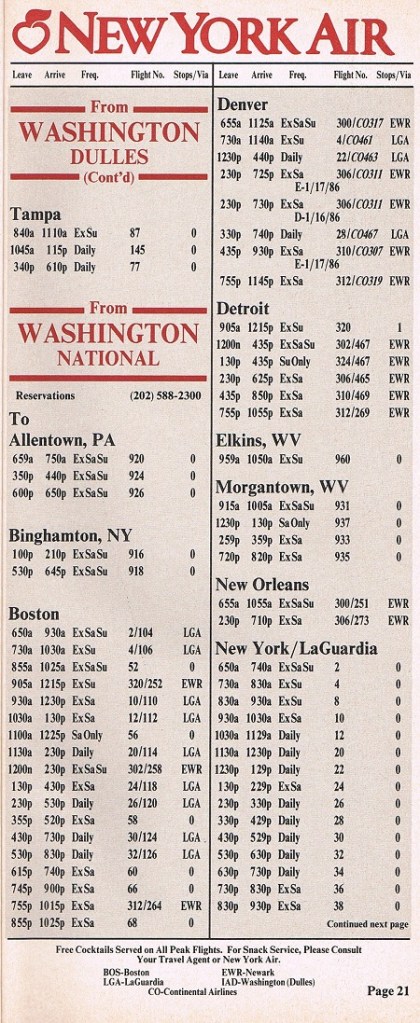 NEW YORK AIR
Leave Arrive Freq. Flight No. Stops/Via
From
WASHINGTON
DULLES
(Cont'd)
Tampa
840a 1110a ExSu 87 0
1045a 115p Daily 145 0
340p 610p Daily 77 0
From
WASHINGTON
NATIONAL
Reservations (202) 588-2300
To
Allentown, PA
659a 750a ExSaSu 920 0
350p 440p ExSaSu 924 0
600p 650p ExSaSu 926 0
Binghamton, NY
100p 210p ExSaSu 916 0
530p 645p ExSaSu 918 0
Boston
650a 930a ExSaSu 2/104 LGA
730a 1030a ExSu 4/106 LGA
855a 1025a ExSaSu 52 0
905a 1215p ExSu 320/252 EWR
930a 1230p ExSa 10/110 LGA
1030a 130p ExSa 12/112 LGA
1100a 1225p SaOnly 56 0
1130a 230p Daily 20/114 LGA
1200n 230p ExSaSu 302/258 EWR
130p 430p ExSa 24/118 LGA
230p 530p Daily 26/120 LGA
355p 520p ExSa 58 0
430p 730p Daily 30/124 LGA
530p 830p Daily 32/126 LGA
615p 740p ExSa 60 0
745p 900p ExSa 66 0
755p 1015p ExSa 312/264 EWR
855p 1025p ExSa 68 0
Leave Arrive Freq. Flight No. Stops/Via
Denver
655a 1125a ExSaSu 300/CO317 EWR
730a 1140a ExSu 4/CO461 LGA
1230p 440p Daily 22/CO463 LGA
230p 725p ExSa 306/CO311 EWR
E-1/17/86
230p 730p ExSa 306/CO311 EWR
D-1/16/86
330p 740p Daily 28/CO467 LGA
435p 930p ExSa 310/CO307 EWR
E-1/17/86
755p 1145p ExSa 312/CO319 EWR
Detroit
905a 1215p ExSu 320 1
1200n 435p ExSaSu 302/467 EWR
130p 435p SuOnly 324/467 EWR
230p 625p ExSa 306/465 EWR
435p 850p ExSa 310/469 EWR
755p 1055p ExSa 312/269 EWR
Elkins, WV
959a 1050a ExSu 960 0
Morgantown, WV
915a 1005a ExSaSu 931 0
1230p 130p SaOnly 937 0
259p 359p ExSa 933 0
720p 820p ExSa 935 0
New Orleans
655a 1055a ExSaSu 300/251 EWR
230p 710p ExSa 306/273 EWR
New York/LaGuardia
650a 740a ExSaSu 2 0
730a 830a ExSu 4 0
830a 930a ExSu 8 0
930a 1030a ExSa 10 0
1030a 1129a Daily 12 0
1130a 1230p Daily 20 0
1230p 129p Daily 22 0
130p 229p ExSa 24 0
230p 330p Daily 26 0
330p 429p Daily 28 0
430p 529p Daily 30 0
530p 630p Daily 32 0
630p 730p Daily 34 0
730p 830p ExSa 36 0
830p 930p ExSa 38 0
Continued next page
Free Cocktails Served on All Peak Flights. For Snack Service, Please Consult
Your Travel Agent or New York Air.
BOS-Boston EWR-Newark
LGA-LaGuardia IAD-Washington (Dulles)
CO-Continental Airlines
Page 21